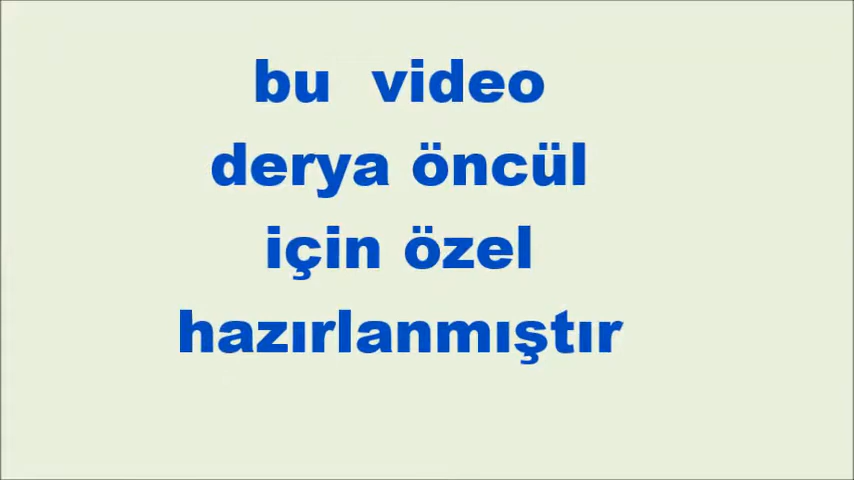 bu video
derya öncül
için özel
hazırlanmıştır